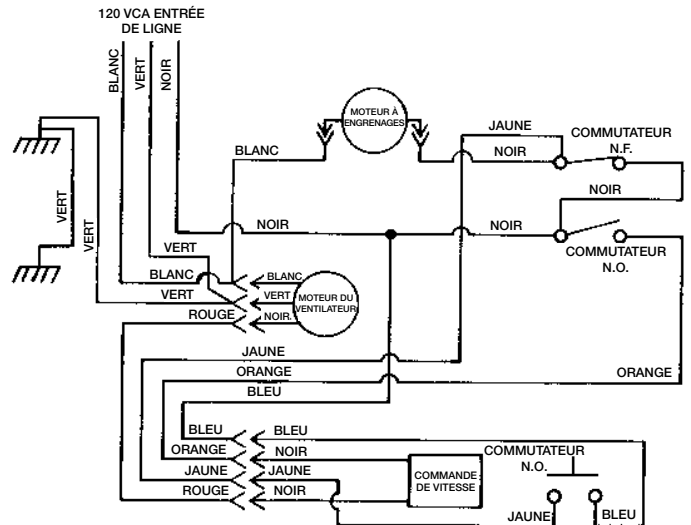 120 VCA ENTRÉE
DE LIGNE
BLANC
VERT
NOIR
MOTEUR À
ENGRENAGES
JAUNE
COMMUTATEUR
N.F.
BLANC
NOIR
NOIR
VERT
VERT
NOIR
NOIR
VERT
COMMUTATEUR
N.O.
BLANC
BLANC
VERT
VERT
MOTEUR DU
VENTILATEUR
ROUGE
NOIR.
JAUNE
ORANGE
ORANGE
BLEU
BLEU
BLEU
ORANGE
NOIR
COMMUTATEUR
N.O.
JAUNE
JAUNE
COMMANDE
DE VITESSE
ROUGE
NOIR
JAUNE
BLEU